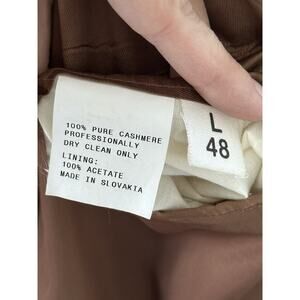 100% PURE CASHMERE
PROFESSIONALLY
DRY CLEAN ONLY
LINING:
100% ACETATE
MADE IN SLOVAKIA
L
48